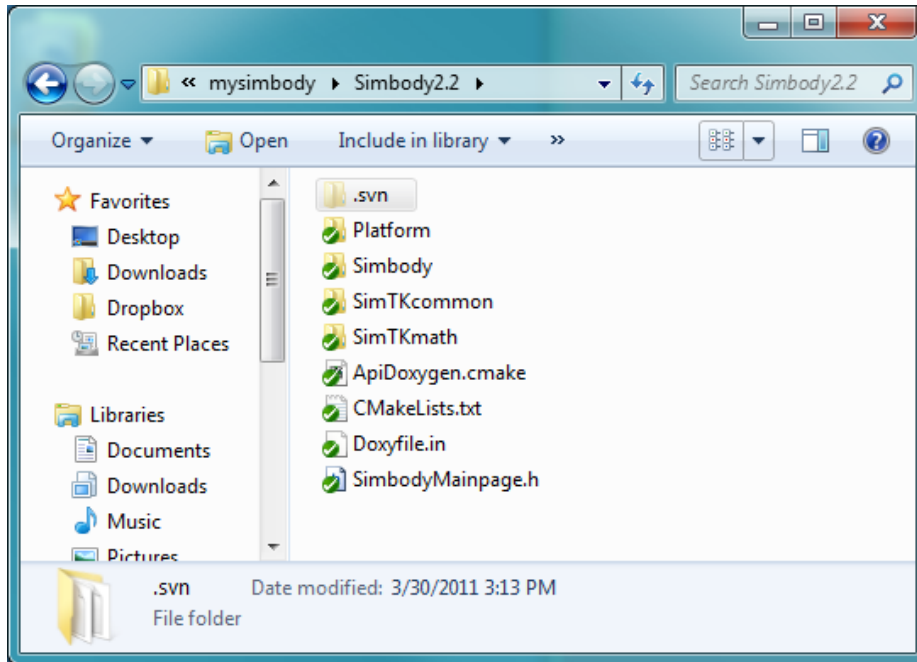 « mysimbody Simbody2.2 Search Simbody2.2
Organize Open Include in library »
Favorites
Desktop
Downloads
Dropbox
Recent Places
Libraries
Documents
Downloads
Music
Pictures
.svn
Platform
Simbody
SimTKcommon
SimTKmath
ApiDoxygen.cmake
CMakeLists.txt
Doxyfile.in
SimbodyMainpage.h
.svn Date modified: 3/30/2011 3:13 PM
File folder